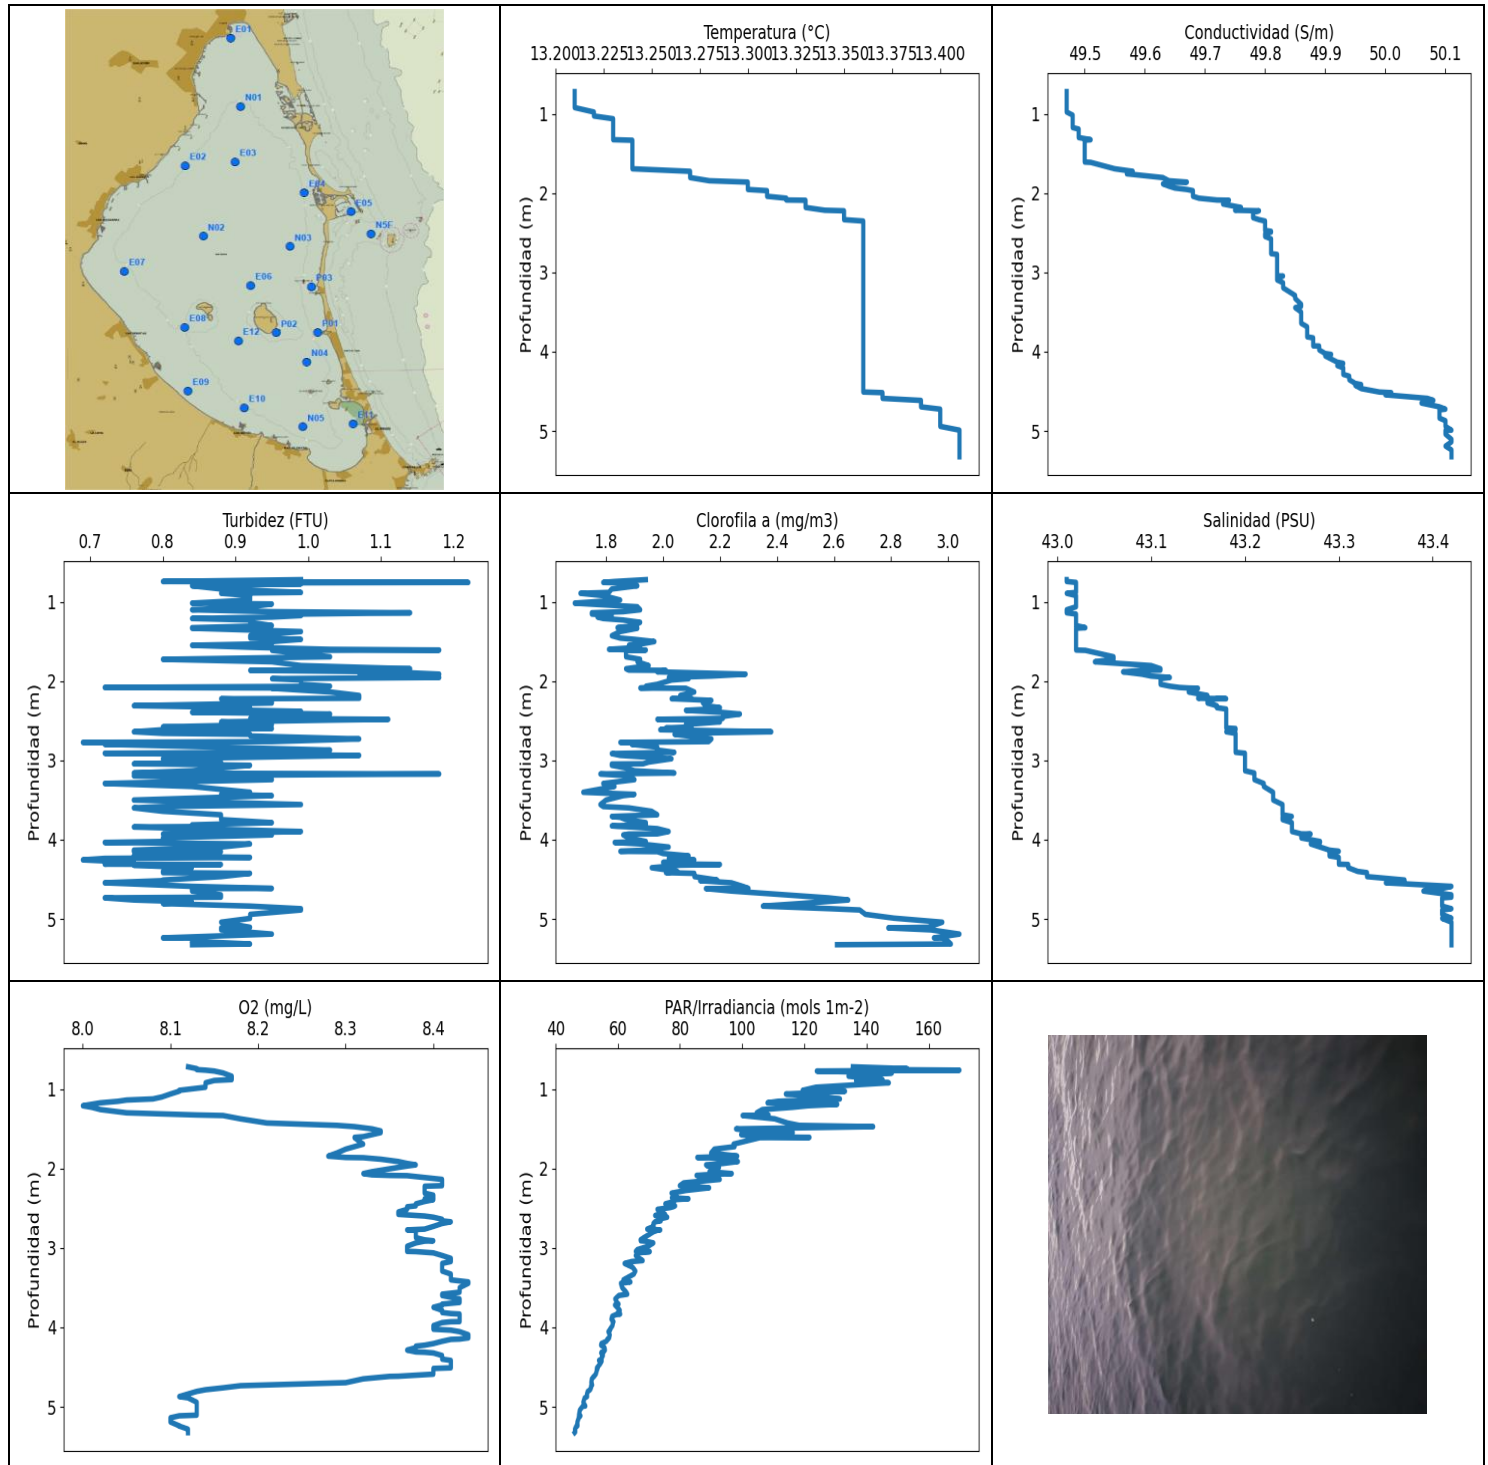 E01
N01
E02
E03
E04
E05
N5F
N02
N03
E07
E06
P03
E08
E12
P02
P01
N04
E09
E10
N05
E11
Temperatura (°C)
13.200 13.225 13.250 13.275 13.300 13.325 13.350 13.375 13.400
Profundidad (m)
1
2
3
4
5
Conductividad (S/m)
49.5 49.6 49.7 49.8 49.9 50.0 50.1
Profundidad (m)
1
2
3
4
5
Turbidez (FTU)
0.7 0.8 0.9 1.0 1.1 1.2
Profundidad (m)
1
2
3
4
5
Clorofila a (mg/m3)
1.8 2.0 2.2 2.4 2.6 2.8 3.0
Profundidad (m)
1
2
3
4
5
Salinidad (PSU)
43.0 43.1 43.2 43.3 43.4
Profundidad (m)
1
2
3
4
5
O2 (mg/L)
8.0 8.1 8.2 8.3 8.4
Profundidad (m)
1
2
3
4
5
PAR/Irradiancia (mols 1m-2)
40 60 80 100 120 140 160
Profundidad (m)
1
2
3
4
5